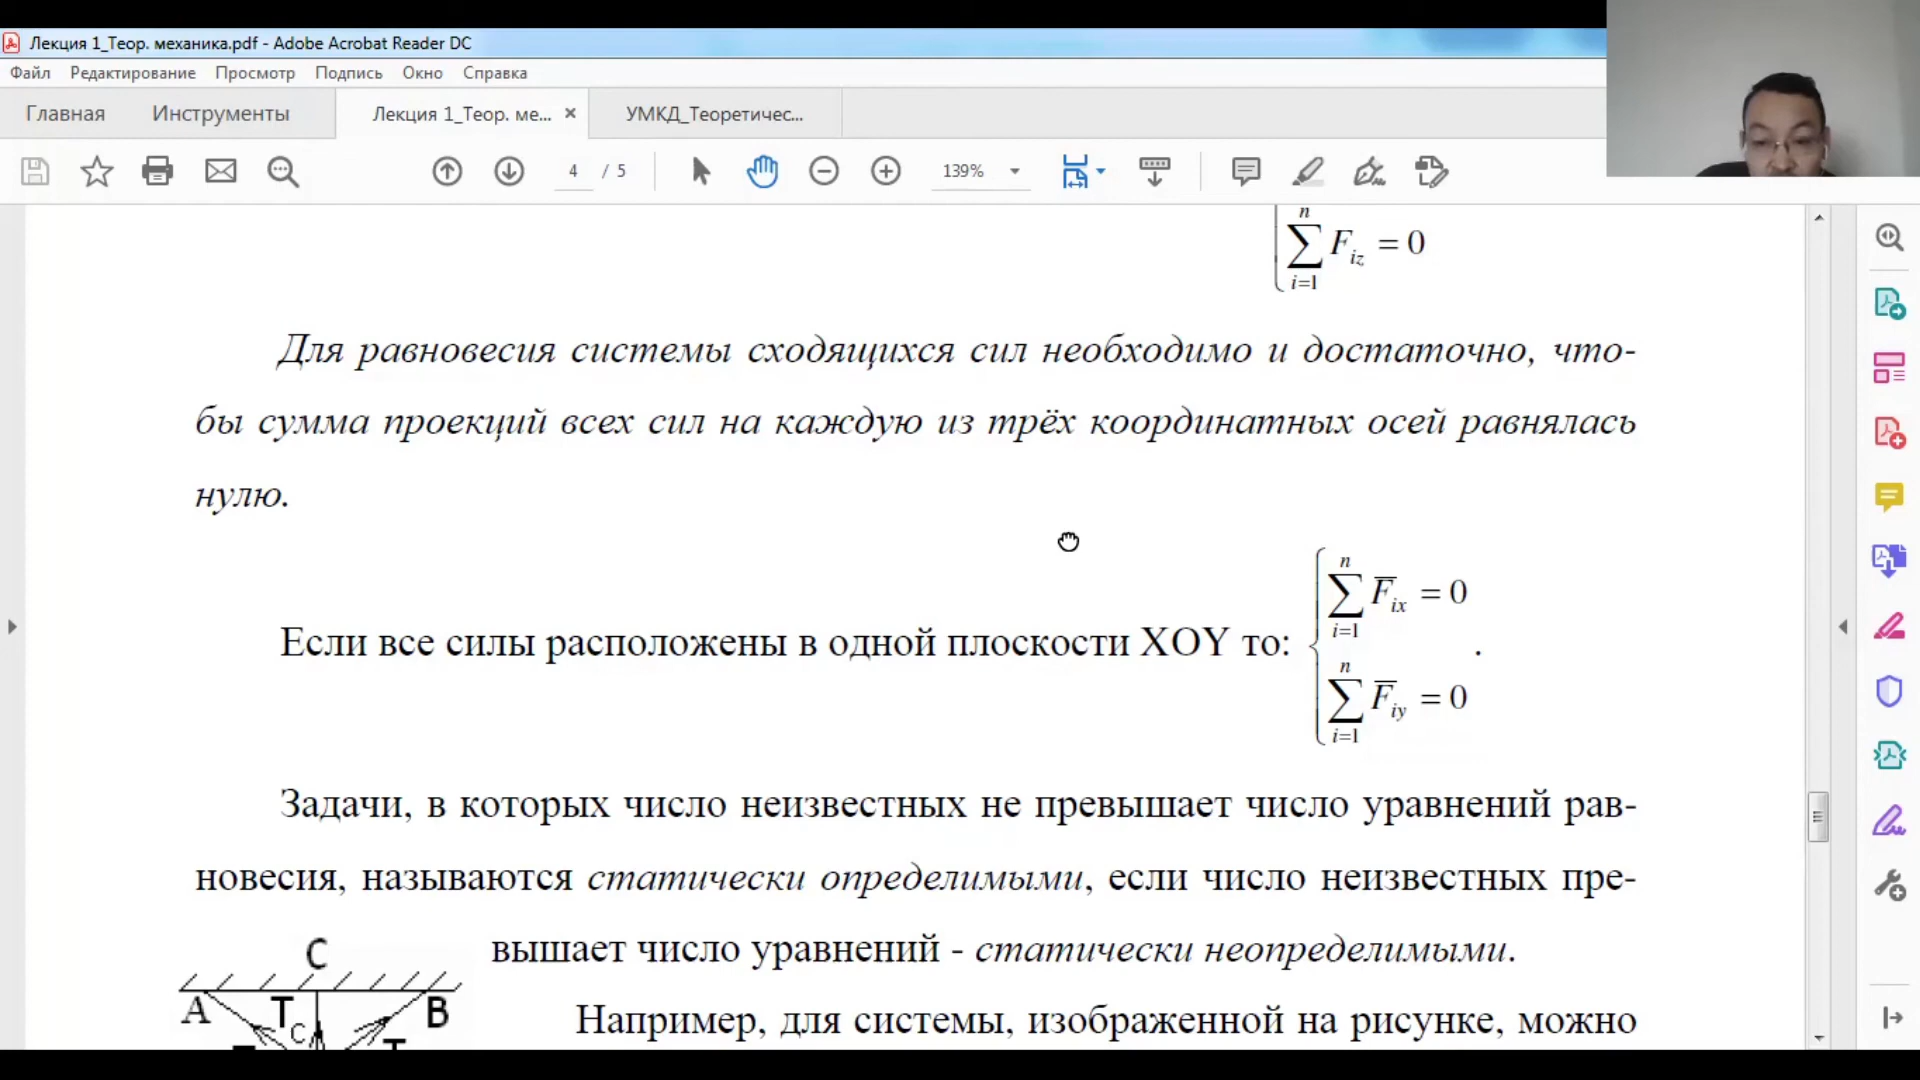 Лекция 1_Теор. механика.pdf - Adobe Acrobat Reader DC
Файл Редактирование Просмотр Подпись Окно Справка
Главная Инструменты Лекция 1_Теор. ме... × УМКД_Теоретичес...
4 / 5 139%
n
∑ F iz = 0
i=1
Для равновесия системы сходящихся сил необходимо и достаточно, что-
бы сумма проекций всех сил на каждую из трёх координатных осей равнялась
нулю.
n
∑ F̅ ix = 0
i=1
Если все силы расположены в одной плоскости XOY то: .
n
∑ F̅ iy = 0
i=1
Задачи, в которых число неизвестных не превышает число уравнений рав-
новесия, называются статически определимыми, если число неизвестных пре-
вышает число уравнений - статически неопределимыми.
C
A T C B
Например, для системы, изображенной на рисунке, можно